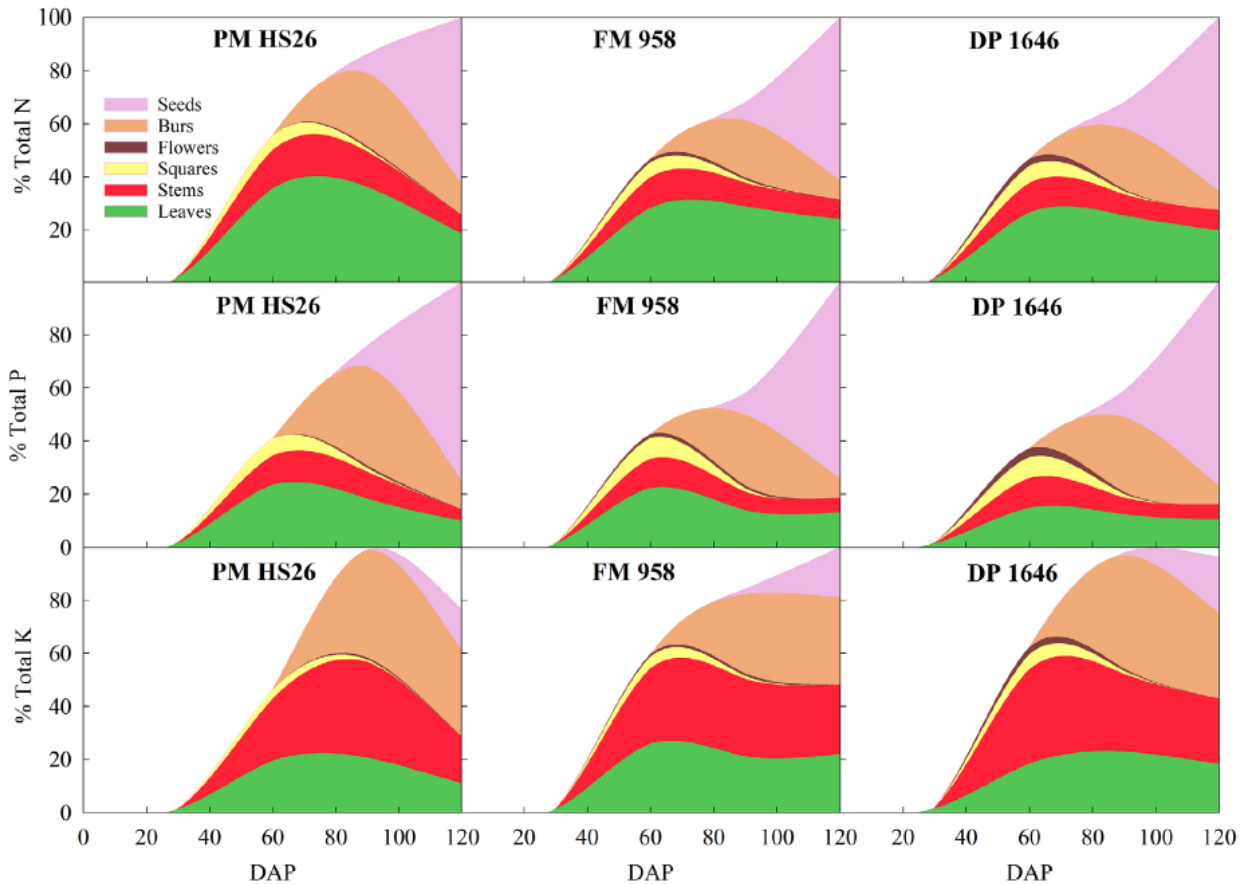 100
80
60
40
20
% Total N
PM HS26
FM 958
DP 1646
Seeds
Burs
Flowers
Squares
Stems
Leaves
80
60
40
20
0
% Total P
PM HS26
FM 958
DP 1646
80
60
40
20
0
% Total K
PM HS26
FM 958
DP 1646
0 20 40 60 80 100 120 20 40 60 80 100 120 20 40 60 80 100 120
DAP DAP DAP